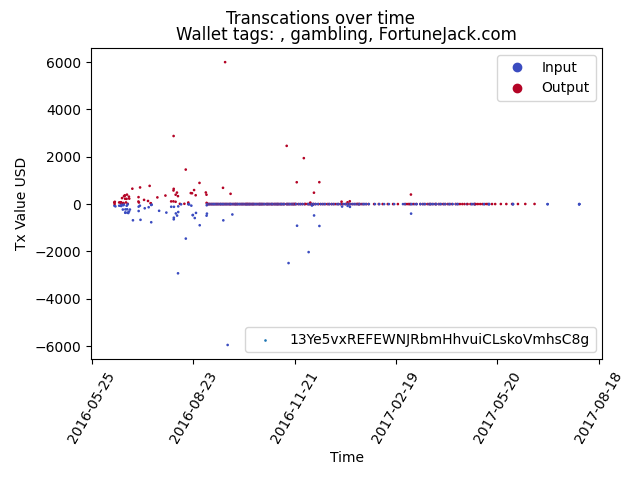 Transcations over time
Wallet tags: , gambling, FortuneJack.com
Input
Output
6000
4000
2000
0
−2000
−4000
−6000
Tx Value USD
13Ye5vxREFEWNJRbmHhvuiCLskoVmhsC8g
2016-05-25
2016-08-23
2016-11-21
2017-02-19
2017-05-20
2017-08-18
Time